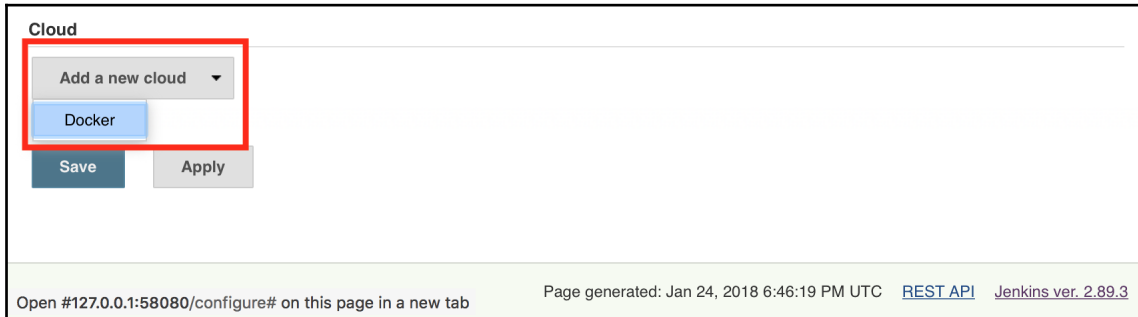 Cloud
Add a new cloud
Docker
Save Apply
Page generated: Jan 24, 2018 6:46:19 PM UTC REST API Jenkins ver. 2.89.3
Open #127.0.0.1:58080/configure# on this page in a new tab